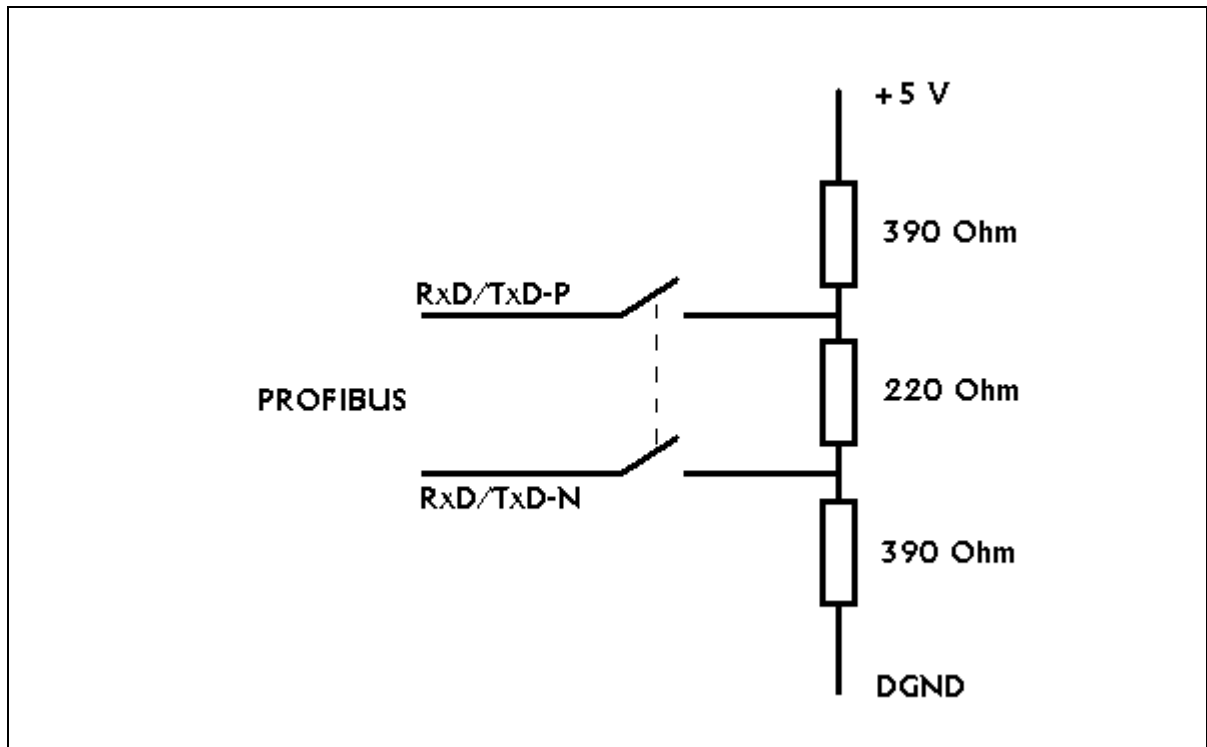 +5 V
390 Ohm
RxD/TxD-P
220 Ohm
PROFIBUS
RxD/TxD-N
390 Ohm
DGND